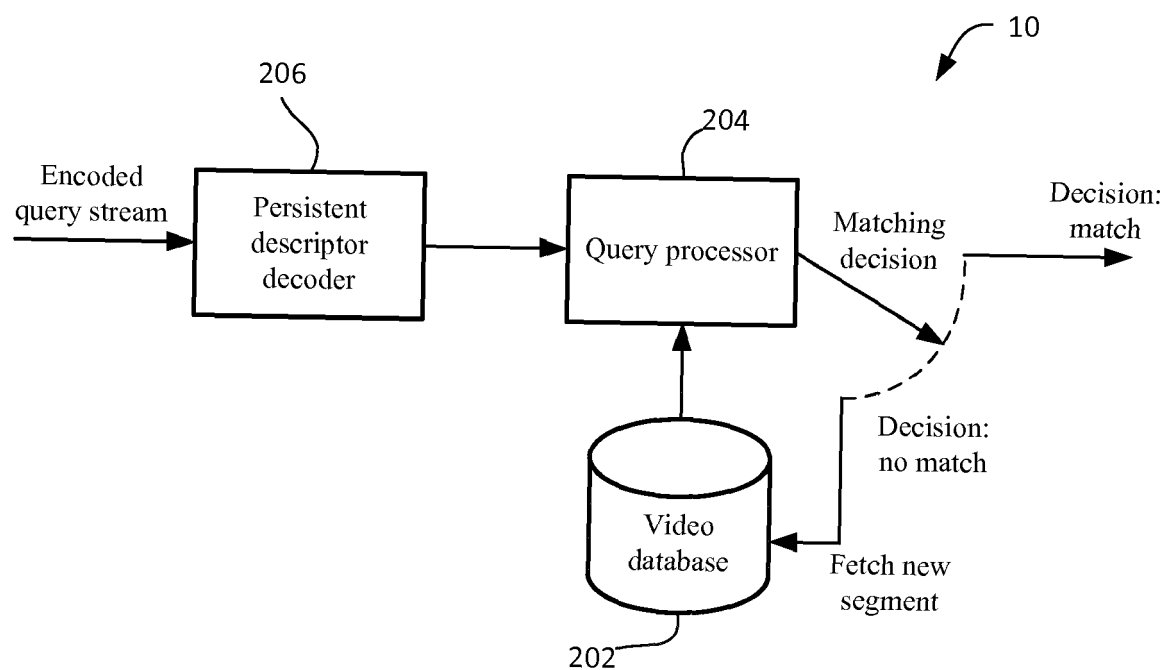 10
206
204
Encoded
query stream
Persistent
descriptor
decoder
Query processor
Matching
decision
Decision:
match
Decision:
no match
Video
database
Fetch new
segment
202